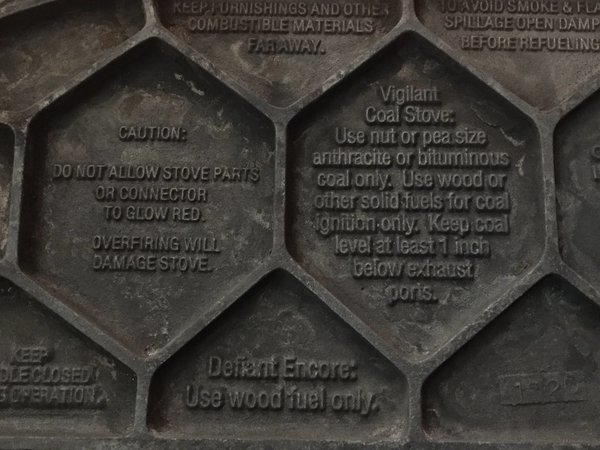 KEEP FURNISHINGS AND OTHER
COMBUSTIBLE MATERIALS
FAR AWAY.
TO AVOID SMOKE & FLA
SPILLAGE OPEN DAMP
BEFORE REFUELING
CAUTION:
DO NOT ALLOW STOVE PARTS
OR CONNECTOR
TO GLOW RED.
OVERFIRING WILL
DAMAGE STOVE.
Vigilant
Coal Stove:
Use nut or pea size
anthracite or bituminous
coal only. Use wood or
other solid fuels for coal
ignition only. Keep coal
level at least 1 inch
below exhaust
ports.
KEEP
DLE CLOSED
G OPERATION.
Defiant Encore:
Use wood fuel only.